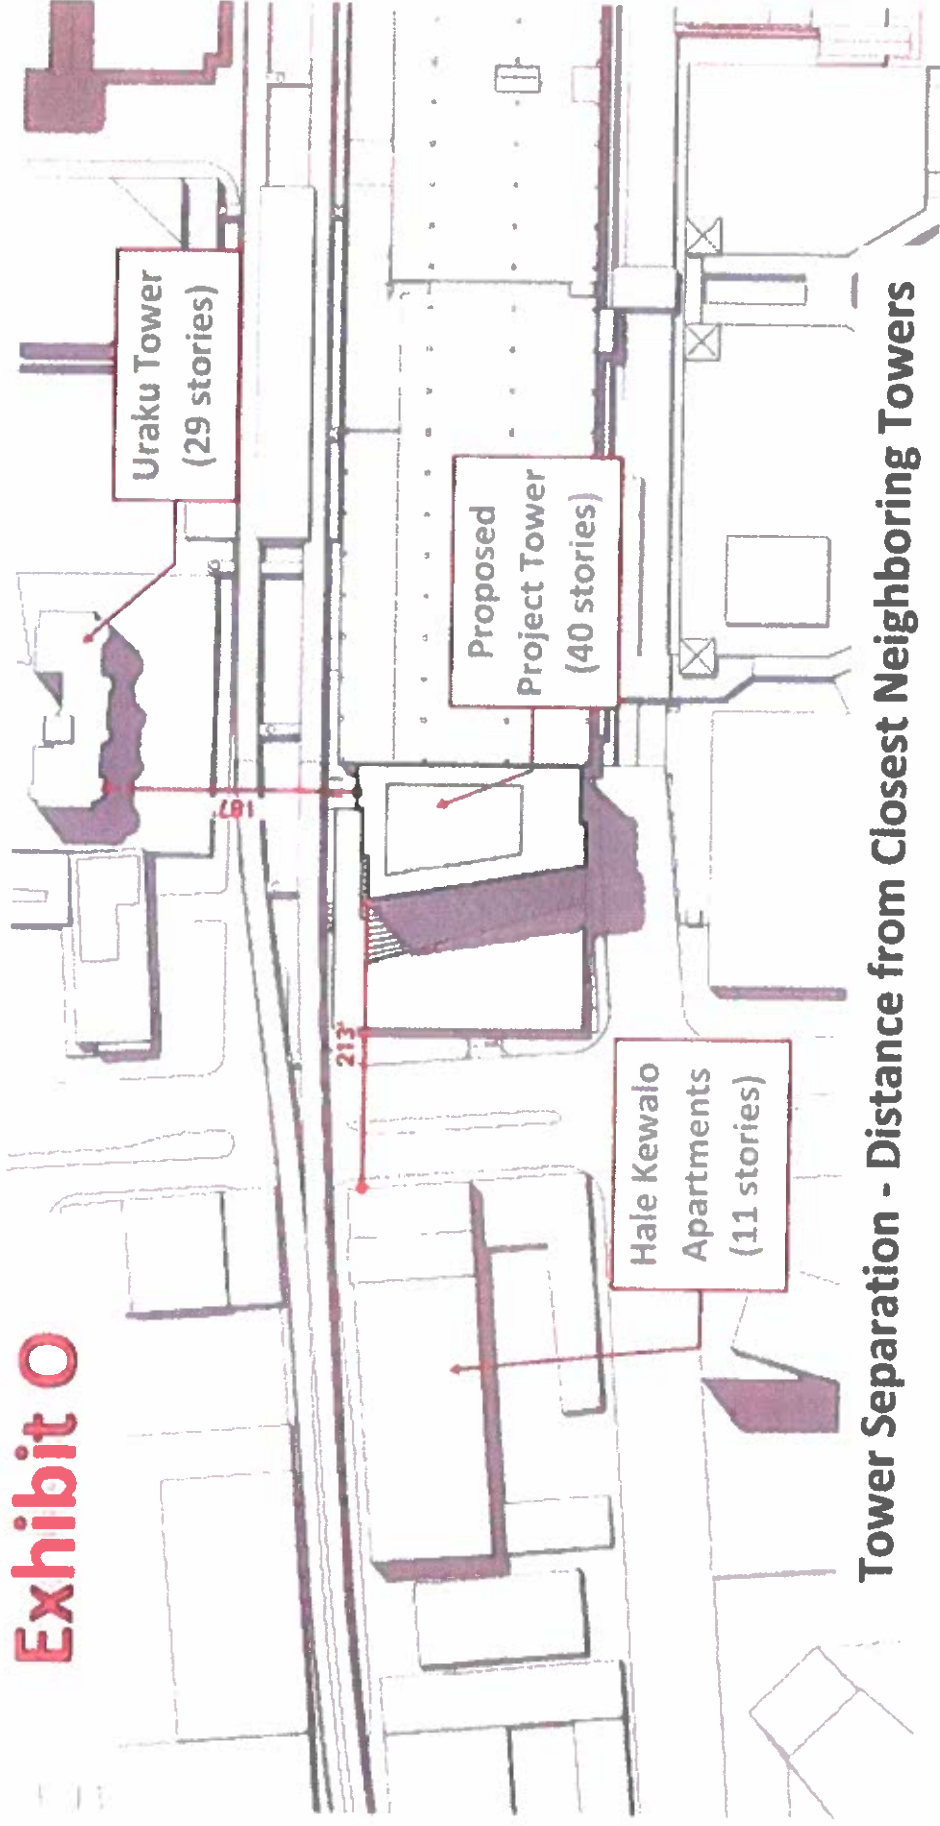 Exhibit O
Uraku Tower
(29 stories)
187'
213'
Proposed
Project Tower
(40 stories)
Hale Kewalo
Apartments
(11 stories)
Tower Separation - Distance from Closest Neighboring Towers